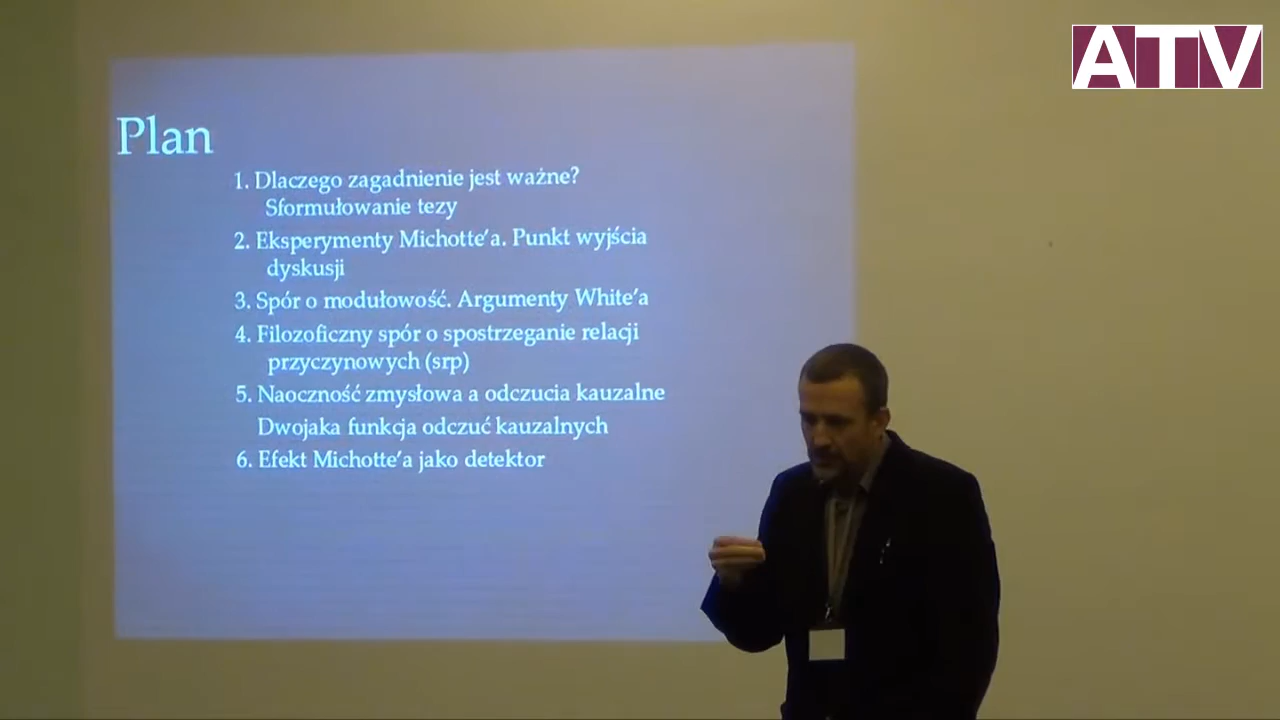 ATV
Plan
1. Dlaczego zagadnienie jest ważne?
Sformułowanie tezy
2. Eksperymenty Michotte'a. Punkt wyjścia
dyskusji
3. Spór o modułowość. Argumenty White'a
4. Filozoficzny spór o spostrzeganie relacji
przyczynowych (srp)
5. Naoczność zmysłowa a odczucia kauzalne
Dwojaka funkcja odczuć kauzalnych
6. Efekt Michotte'a jako detektor